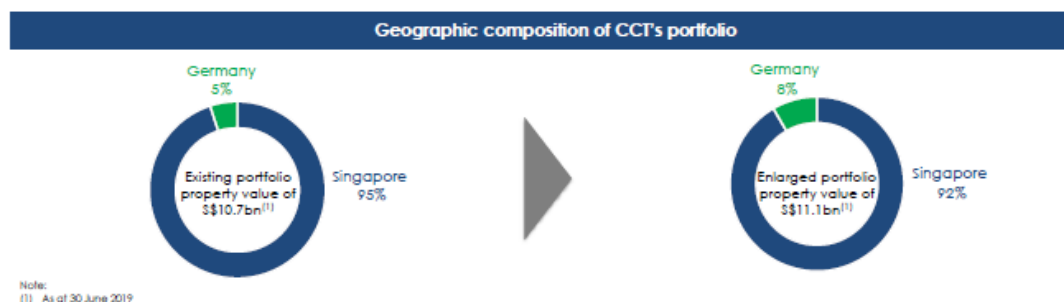 Geographic composition of CCT's portfolio
Germany
5%
Existing portfolio
property value of
S$10.7bn(1)
Singapore
95%
Germany
8%
Enlarged portfolio
property value of
S$11.1bn(1)
Singapore
92%
Note:
(1) As at 30 June 2019